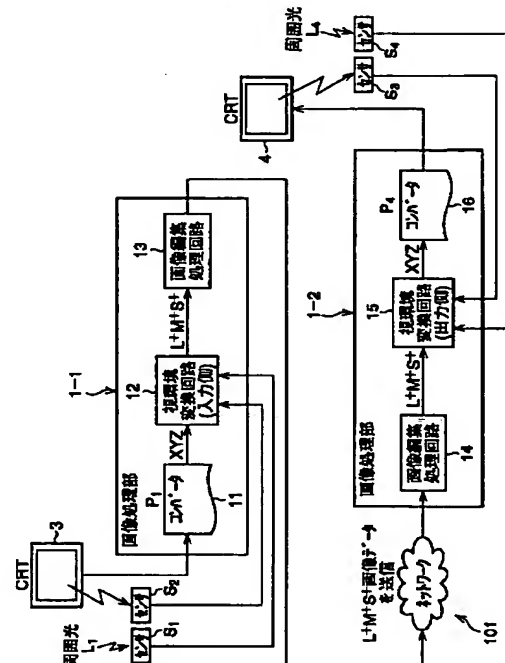 周囲光
L4
センサ
S4
センサ
S3
CRT
4
画像処理部
1-2
P4
コンバータ
16
XYZ
15
視環境
変換回路
(出力側)
L+M+S+
画像編集
処理回路
14
L+M+S+画像データ
を送信
ネットワーク
101
CRT
3
1-1
画像処理部
P1
コンバータ
11
XYZ
12
視環境
変換回路
(入力側)
L+M+S+
13
画像編集
処理回路
センサ
S2
センサ
S1
周囲光
L1